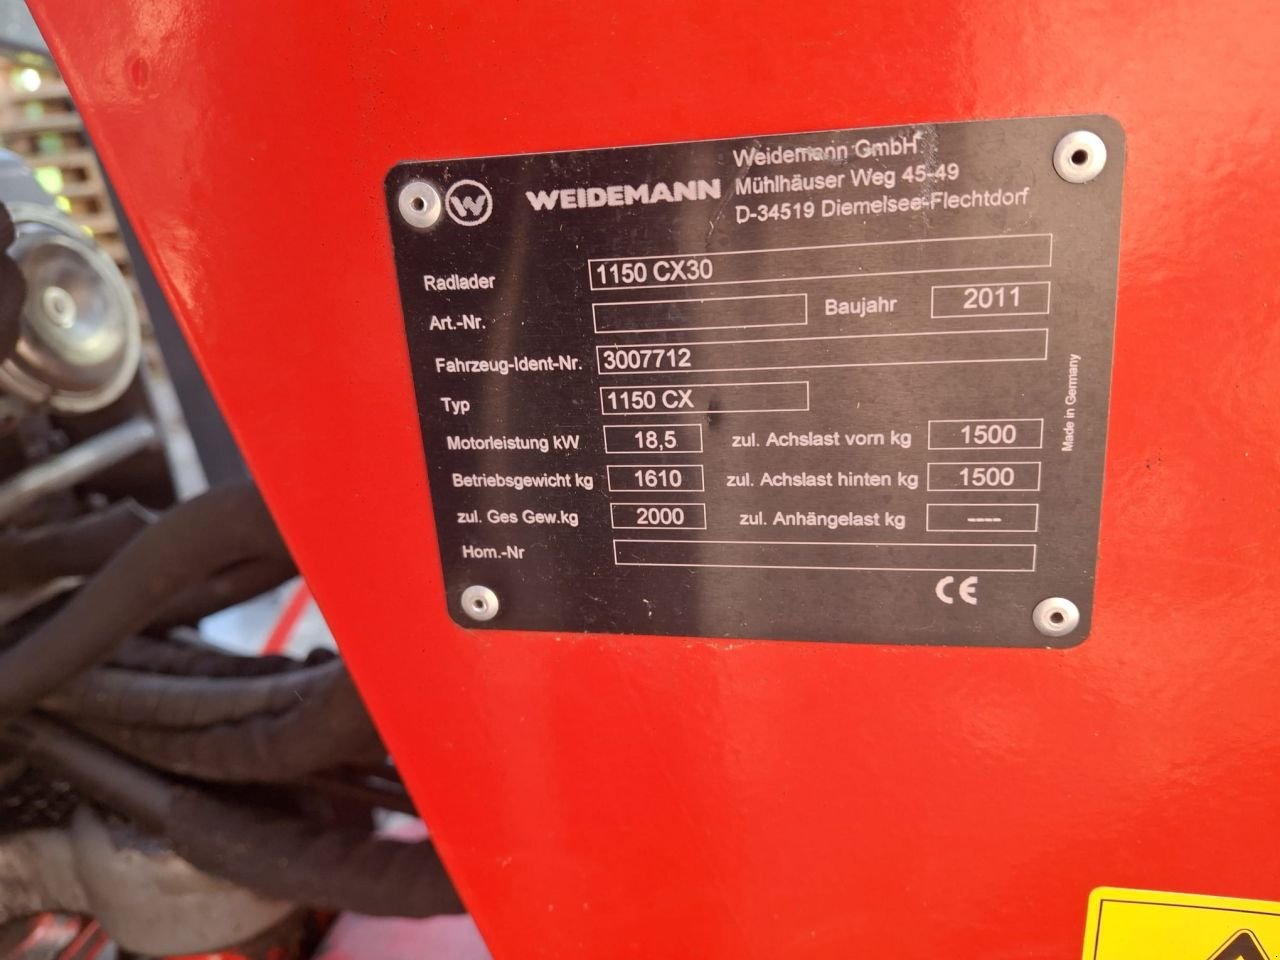 W WEIDEMANN
Weidemann GmbH
Mühlhäuser Weg 45-49
D-34519 Diemelsee-Flechtdorf
Radlader 1150 CX30
Art.-Nr. Baujahr 2011
Fahrzeug-Ident-Nr. 3007712
Typ 1150 CX
Motorleistung kW 18,5 zul. Achslast vorn kg 1500
Betriebsgewicht kg 1610 zul. Achslast hinten kg 1500
zul. Ges Gew.kg 2000 zul. Anhängelast kg ----
Hom.-Nr
CE
Made in Germany